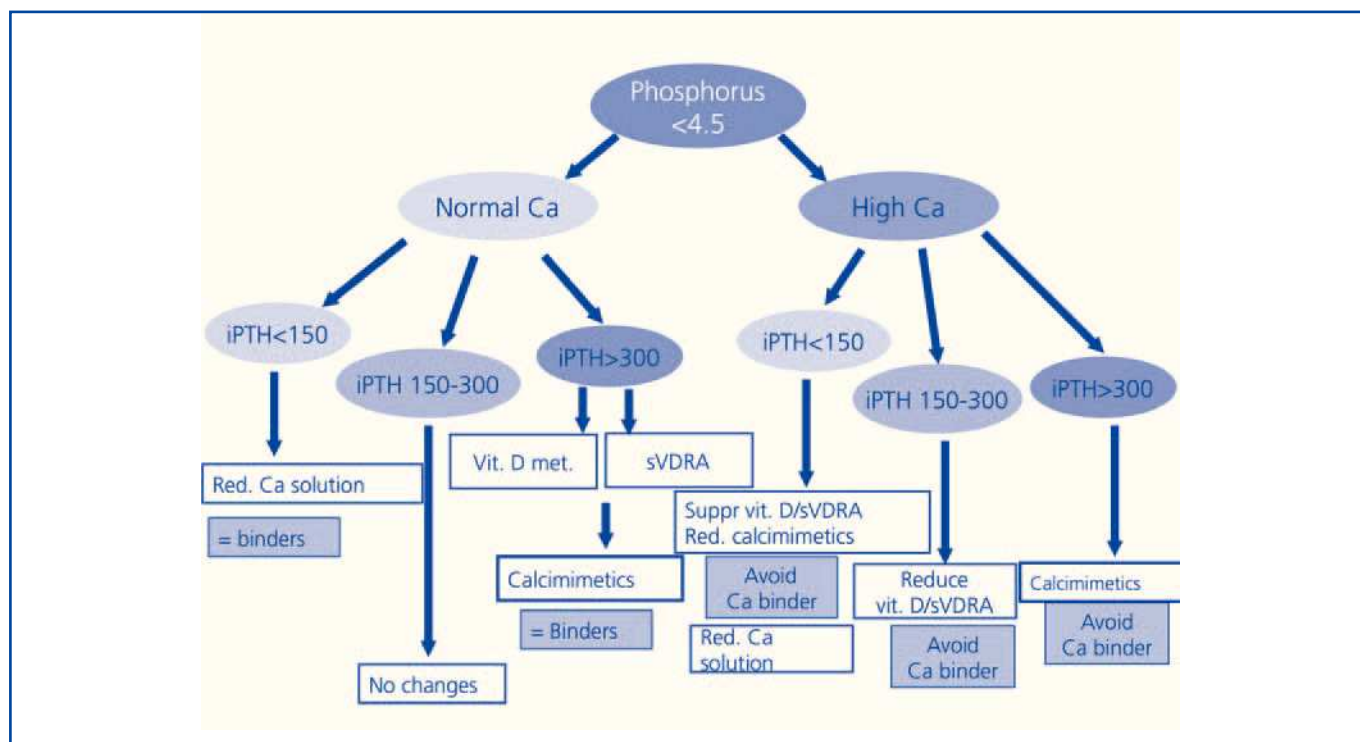 Phosphorus
<4.5
Normal Ca
High Ca
iPTH<150
iPTH 150-300
iPTH>300
iPTH<150
iPTH 150-300
iPTH>300
Red. Ca solution
= binders
No changes
Vit. D met.
sVDRA
Calcimimetics
= Binders
Suppr vit. D/sVDRA
Red. calcimimetics
Avoid
Ca binder
Red. Ca
solution
Reduce
vit. D/sVDRA
Avoid
Ca binder
Calcimimetics
Avoid
Ca binder